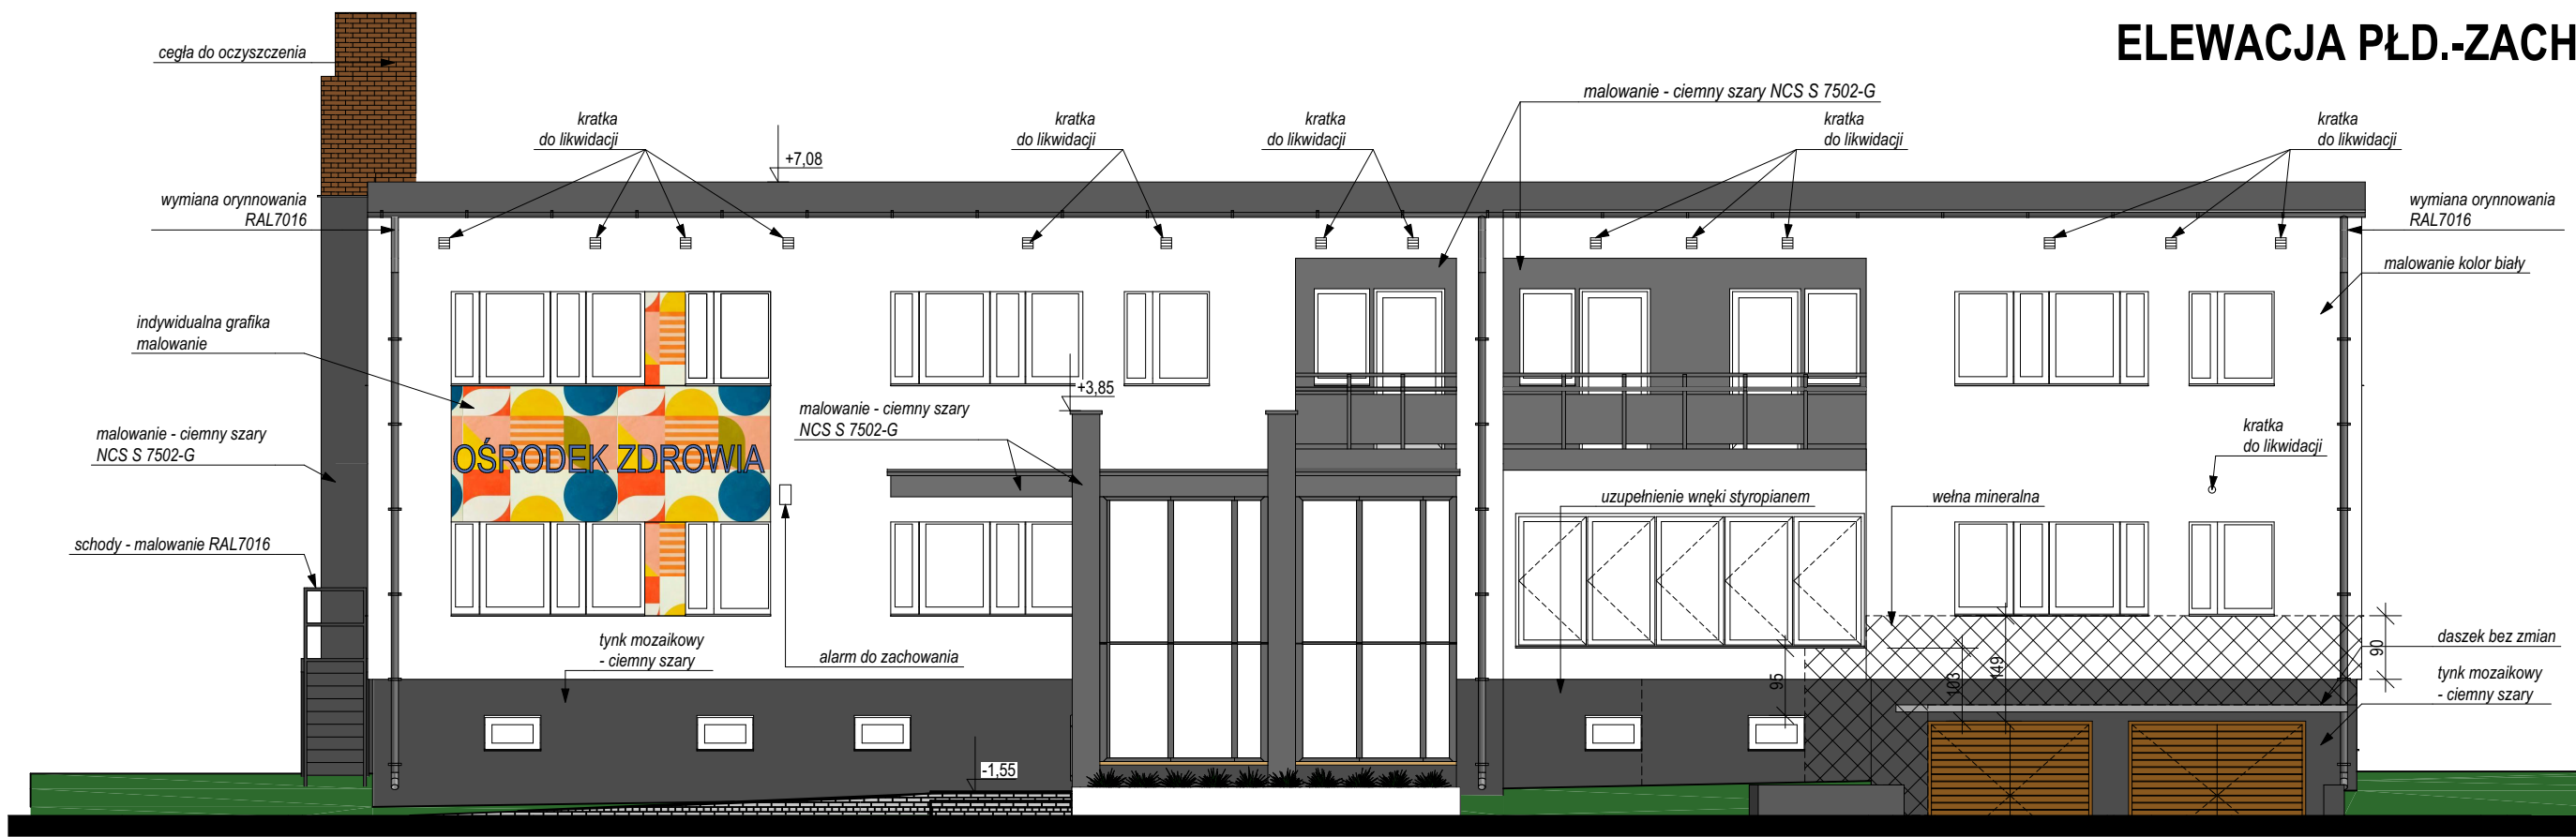 ELEWACJA PŁD.-ZACH
cegła do oczyszczenia
malowanie - ciemny szary NCS S 7502-G
kratka
do likwidacji
kratka
do likwidacji
kratka
do likwidacji
kratka
do likwidacji
kratka
do likwidacji
+7,08
wymiana orynnowania
RAL7016
wymiana orynnowania
RAL7016
malowanie kolor biały
indywidualna grafika
malowanie
+3,85
malowanie - ciemny szary
NCS S 7502-G
malowanie - ciemny szary
NCS S 7502-G
OŚRODEK ZDROWIA
kratka
do likwidacji
uzupełnienie wnęki styropianem
wełna mineralna
schody - malowanie RAL7016
tynk mozaikowy
- ciemny szary
alarm do zachowania
daszek bez zmian
90
149
103
95
tynk mozaikowy
- ciemny szary
-1,55